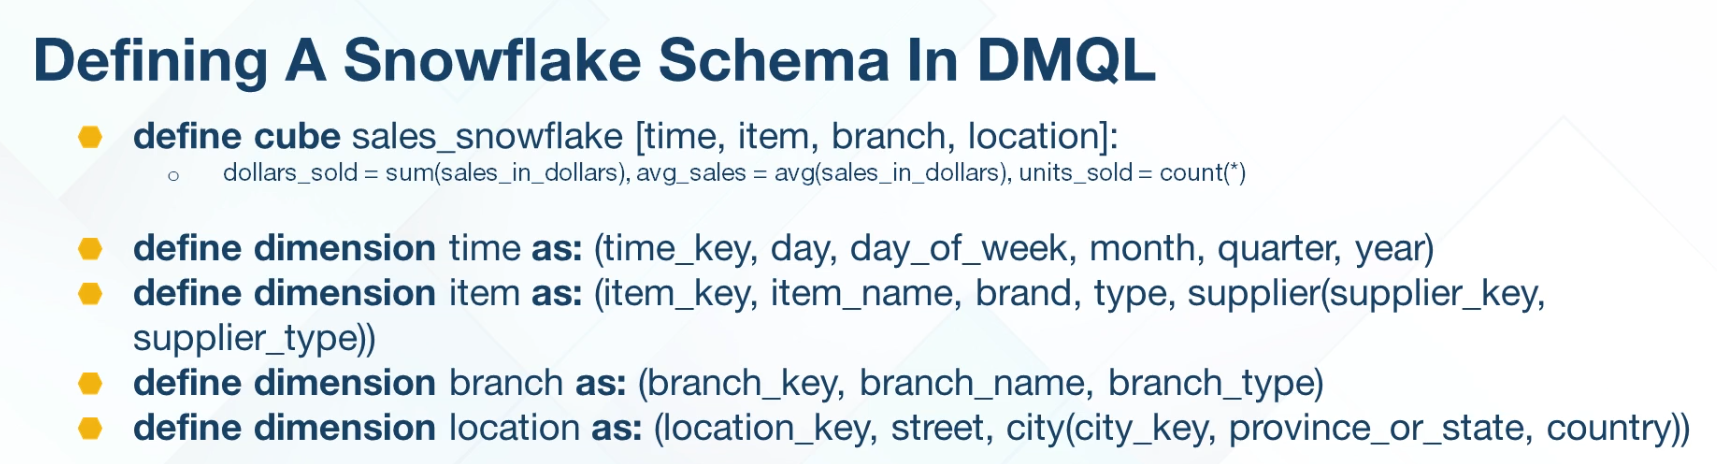 Defining A Snowflake Schema In DMQL
define cube sales_snowflake [time, item, branch, location]:
dollars_sold = sum(sales_in_dollars), avg_sales = avg(sales_in_dollars), units_sold = count(*)
define dimension time as: (time_key, day, day_of_week, month, quarter, year)
define dimension item as: (item_key, item_name, brand, type, supplier(supplier_key,
supplier_type))
define dimension branch as: (branch_key, branch_name, branch_type)
define dimension location as: (location_key, street, city(city_key, province_or_state, country))